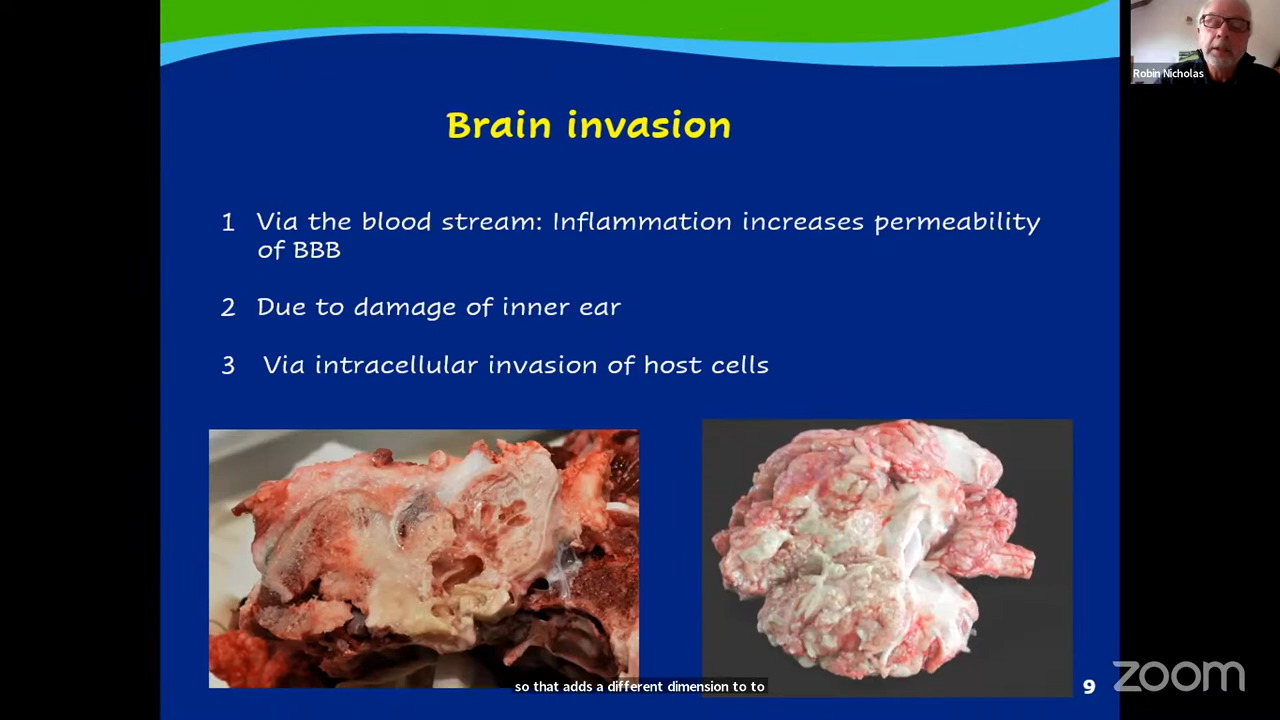 Robin Nicholas
Brain invasion
1 Via the blood stream: Inflammation increases permeability
of BBB
2 Due to damage of inner ear
3 Via intracellular invasion of host cells
so that adds a different dimension to to
9
zoom